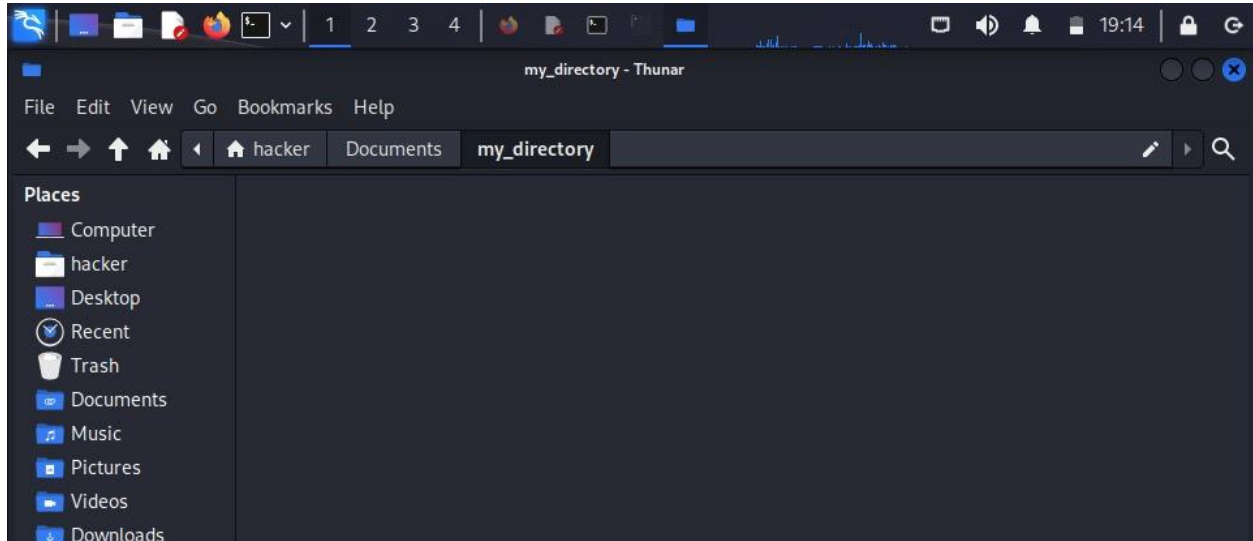 1 2 3 4 19:14
my_directory - Thunar
File Edit View Go Bookmarks Help
hacker Documents my_directory
Places
Computer
hacker
Desktop
Recent
Trash
Documents
Music
Pictures
Videos
Downloads